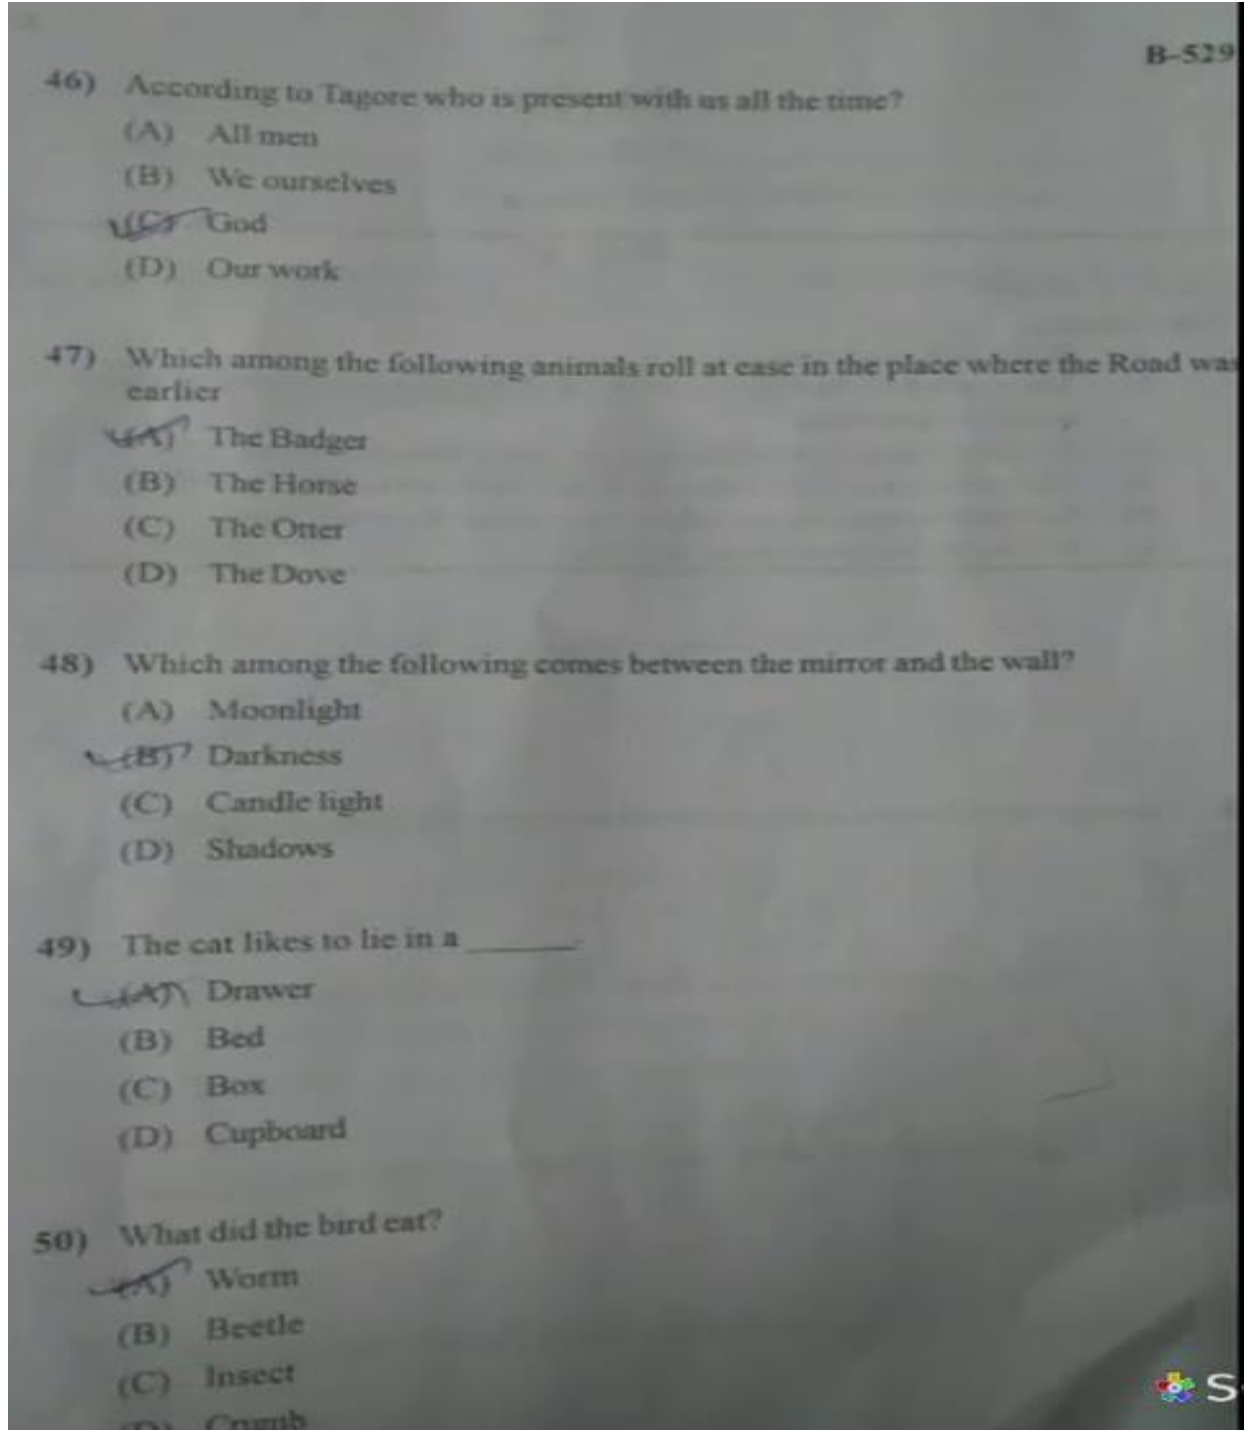 B-529
46) According to Tagore who is present with us all the time?
(A) All men
(B) We ourselves
(C) God
(D) Our work
47) Which among the following animals roll at ease in the place where the Road was
earlier
(A) The Badger
(B) The Horse
(C) The Otter
(D) The Dove
48) Which among the following comes between the mirror and the wall?
(A) Moonlight
(B) Darkness
(C) Candle light
(D) Shadows
49) The cat likes to lie in a ______.
(A) Drawer
(B) Bed
(C) Box
(D) Cupboard
50) What did the bird eat?
(A) Worm
(B) Beetle
(C) Insect
(D) Crumb
S